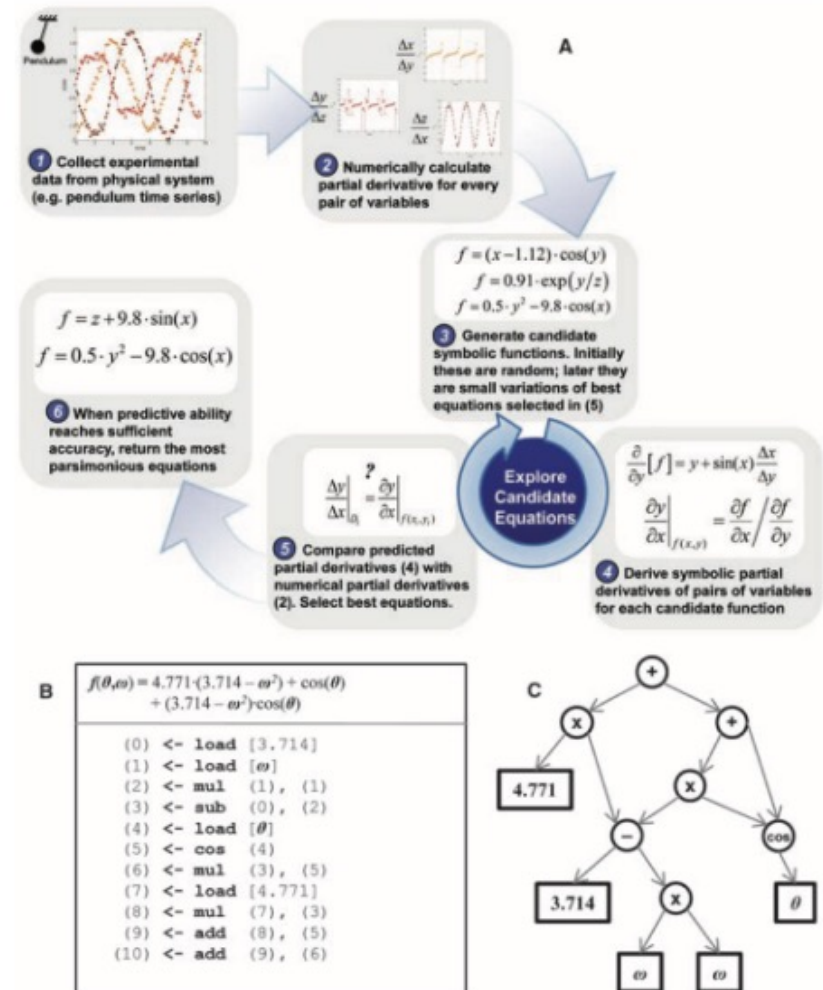 A
Pendulum
1 Collect experimental
data from physical system
(e.g. pendulum time series)
Δx
Δy
Δy
Δz
Δz
Δx
2 Numerically calculate
partial derivative for every
pair of variables
f = (x−1.12)·cos(y)
f = 0.91·exp(y/z)
f = 0.5·y² −9.8·cos(x)
3 Generate candidate
symbolic functions. Initially
these are random; later they
are small variations of best
equations selected in (5)
Explore
Candidate
Equations
∂/∂y [f] = y + sin(x) Δx/Δy
∂y/∂x |f(x,y) = ∂f/∂x / ∂f/∂y
4 Derive symbolic partial
derivatives of pairs of variables
for each candidate function
?
Δy/Δx |Dᵢ = ∂y/∂x |f(xᵢ,yᵢ)
5 Compare predicted
partial derivatives (4) with
numerical partial derivatives
(2). Select best equations.
f = z + 9.8·sin(x)
f = 0.5·y² −9.8·cos(x)
6 When predictive ability
reaches sufficient
accuracy, return the most
parsimonious equations
B
f(θ,ω) = 4.771·(3.714 − ω²) + cos(θ)
+ (3.714 − ω²)·cos(θ)
(0) <- load [3.714]
(1) <- load [ω]
(2) <- mul (1), (1)
(3) <- sub (0), (2)
(4) <- load [θ]
(5) <- cos (4)
(6) <- mul (3), (5)
(7) <- load [4.771]
(8) <- mul (7), (3)
(9) <- add (8), (5)
(10) <- add (9), (6)
C
+
x +
4.771 x
− cos
3.714 x θ
ω ω